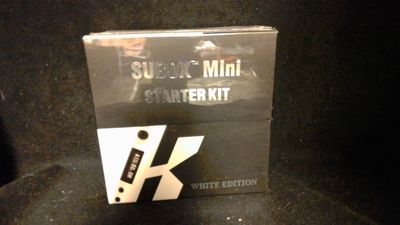 SUBOX™ Mini
STARTER KIT
K
WHITE EDITION